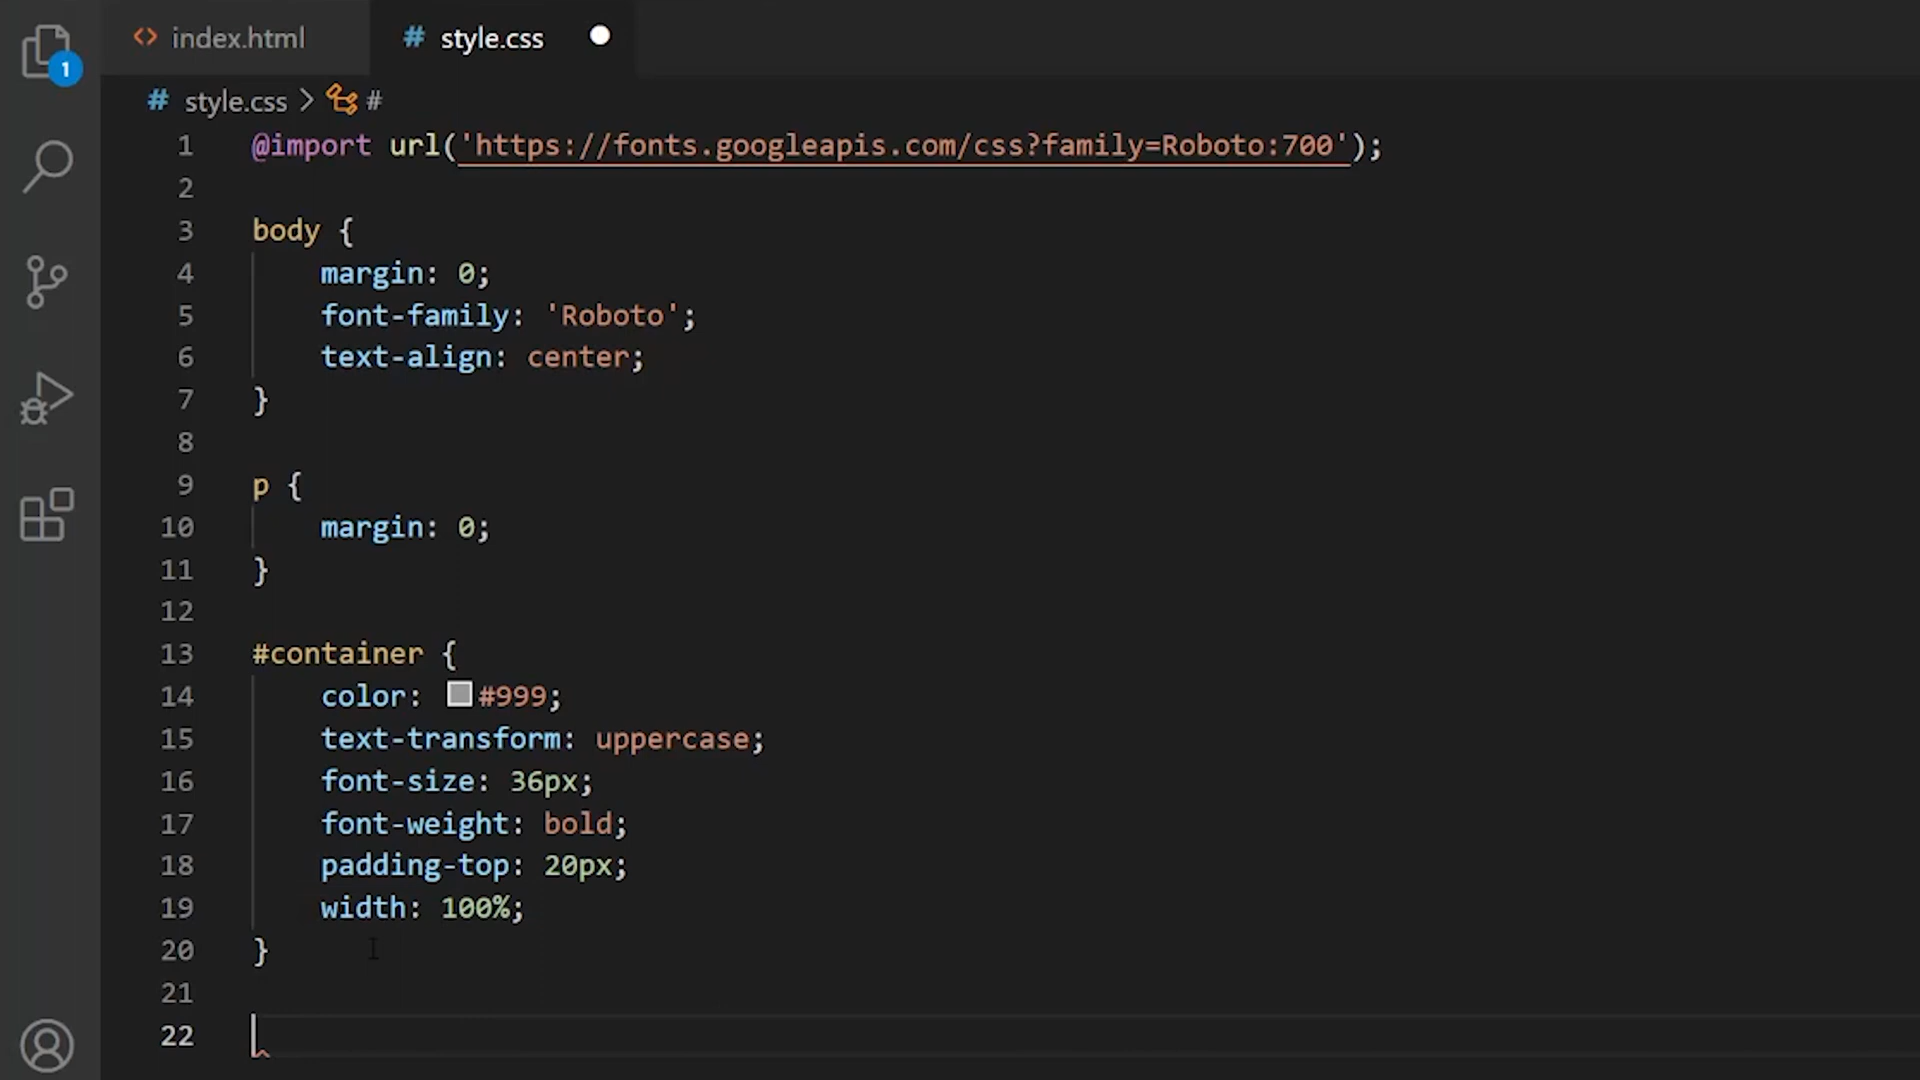 index.html
# style.css
# style.css > #
1
1 @import url('https://fonts.googleapis.com/css?family=Roboto:700');
2
3 body {
4 margin: 0;
5 font-family: 'Roboto';
6 text-align: center;
7 }
8
9 p {
10 margin: 0;
11 }
12
13 #container {
14 color: #999;
15 text-transform: uppercase;
16 font-size: 36px;
17 font-weight: bold;
18 padding-top: 20px;
19 width: 100%;
20 }
21
22